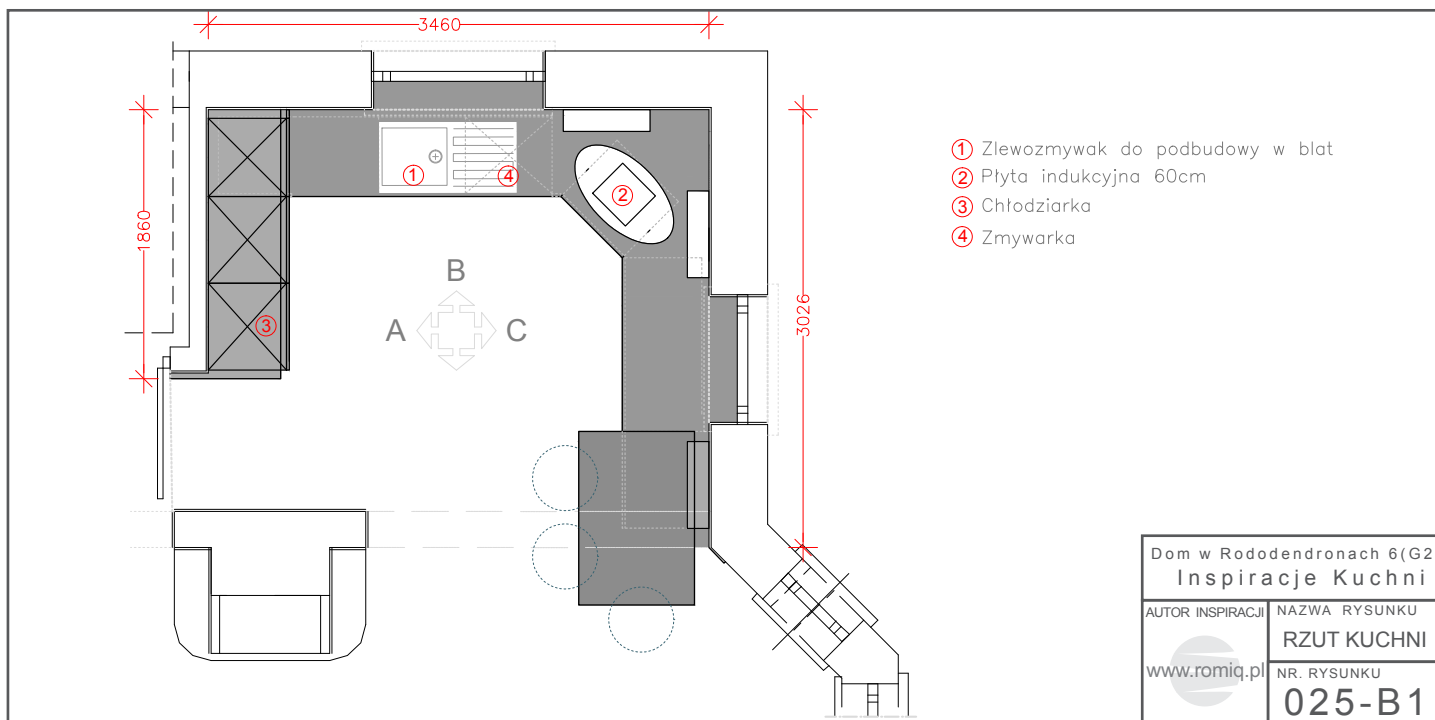 3460
1860
3026
1
4
2
3
B
A
C
1 Zlewozmywak do podbudowy w blat
2 Płyta indukcyjna 60cm
3 Chłodziarka
4 Zmywarka
Dom w Rododendronach 6(G2
Inspiracje Kuchni
AUTOR INSPIRACJI
www.romiq.pl
NAZWA RYSUNKU
RZUT KUCHNI
NR. RYSUNKU
025-B1